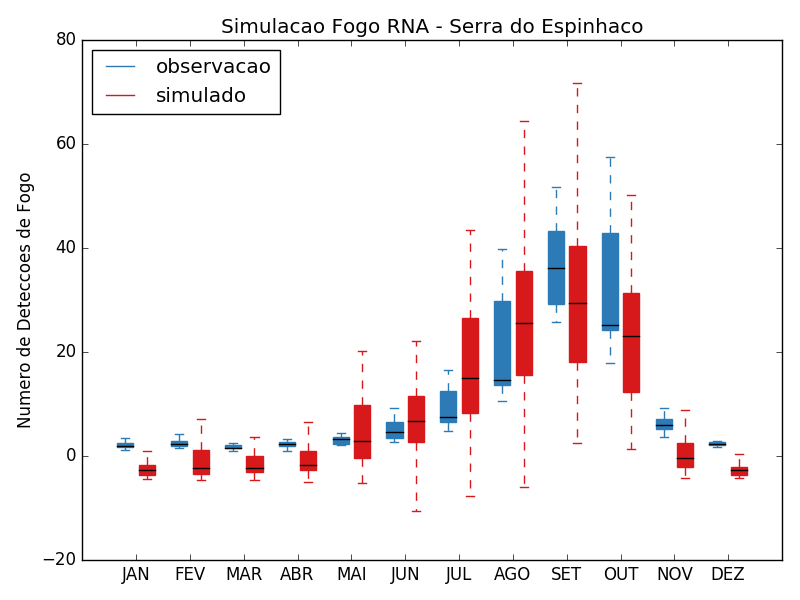 Simulacao Fogo RNA - Serra do Espinhaco
observacao
simulado
Numero de Deteccoes de Fogo
80
60
40
20
0
−20
JAN FEV MAR ABR MAI JUN JUL AGO SET OUT NOV DEZ